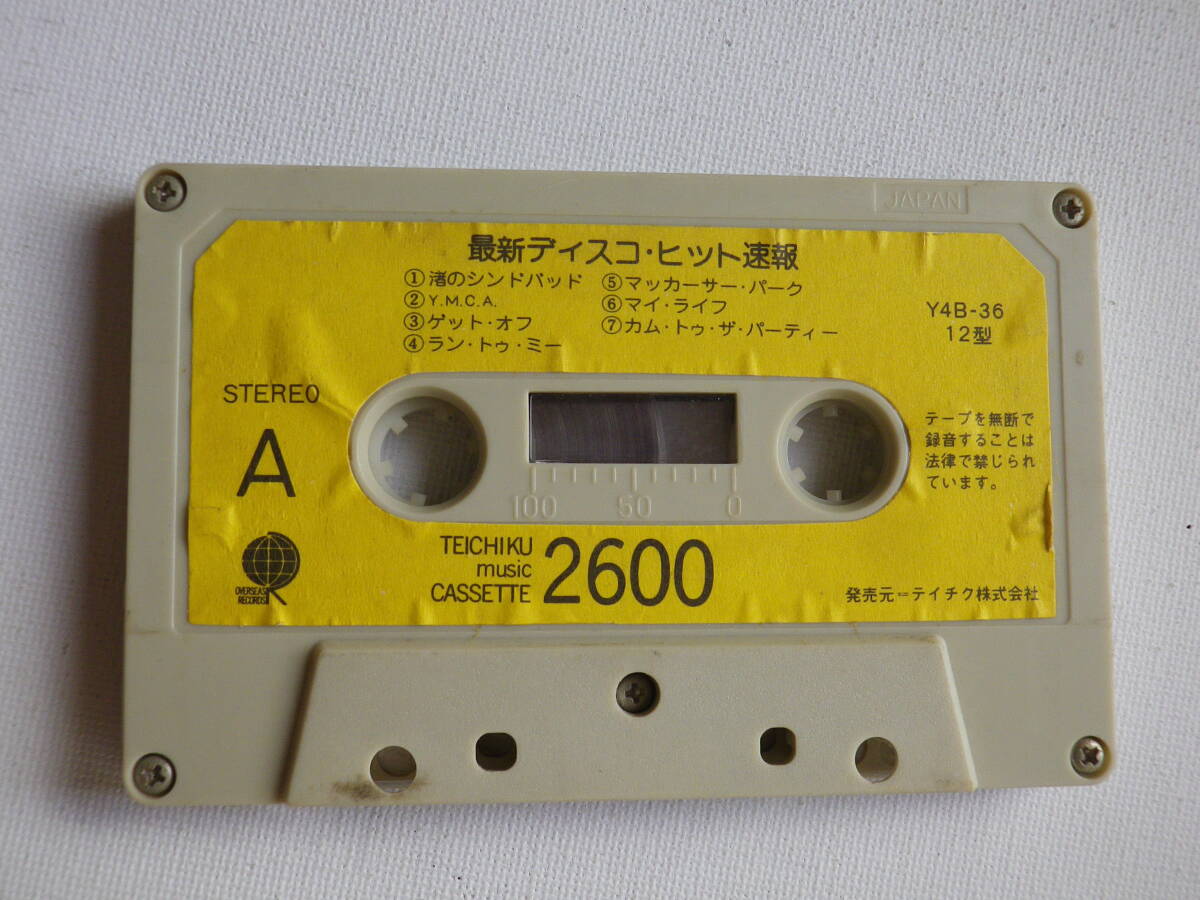 JAPAN
最新ディスコ・ヒット速報
①渚のシンドバッド
②Y.M.C.A.
③ゲット・オフ
④ラン・トゥ・ミー
⑤マッカーサー・パーク
⑥マイ・ライフ
⑦カム・トゥ・ザ・パーティー
Y4B-36
12型
STEREO
A
テープを無断で
録音することは
法律で禁じられ
ています。
100 50 0
OVERSEAS
RECORDS
TEICHIKU
music
CASSETTE
2600
発売元=テイチク株式会社